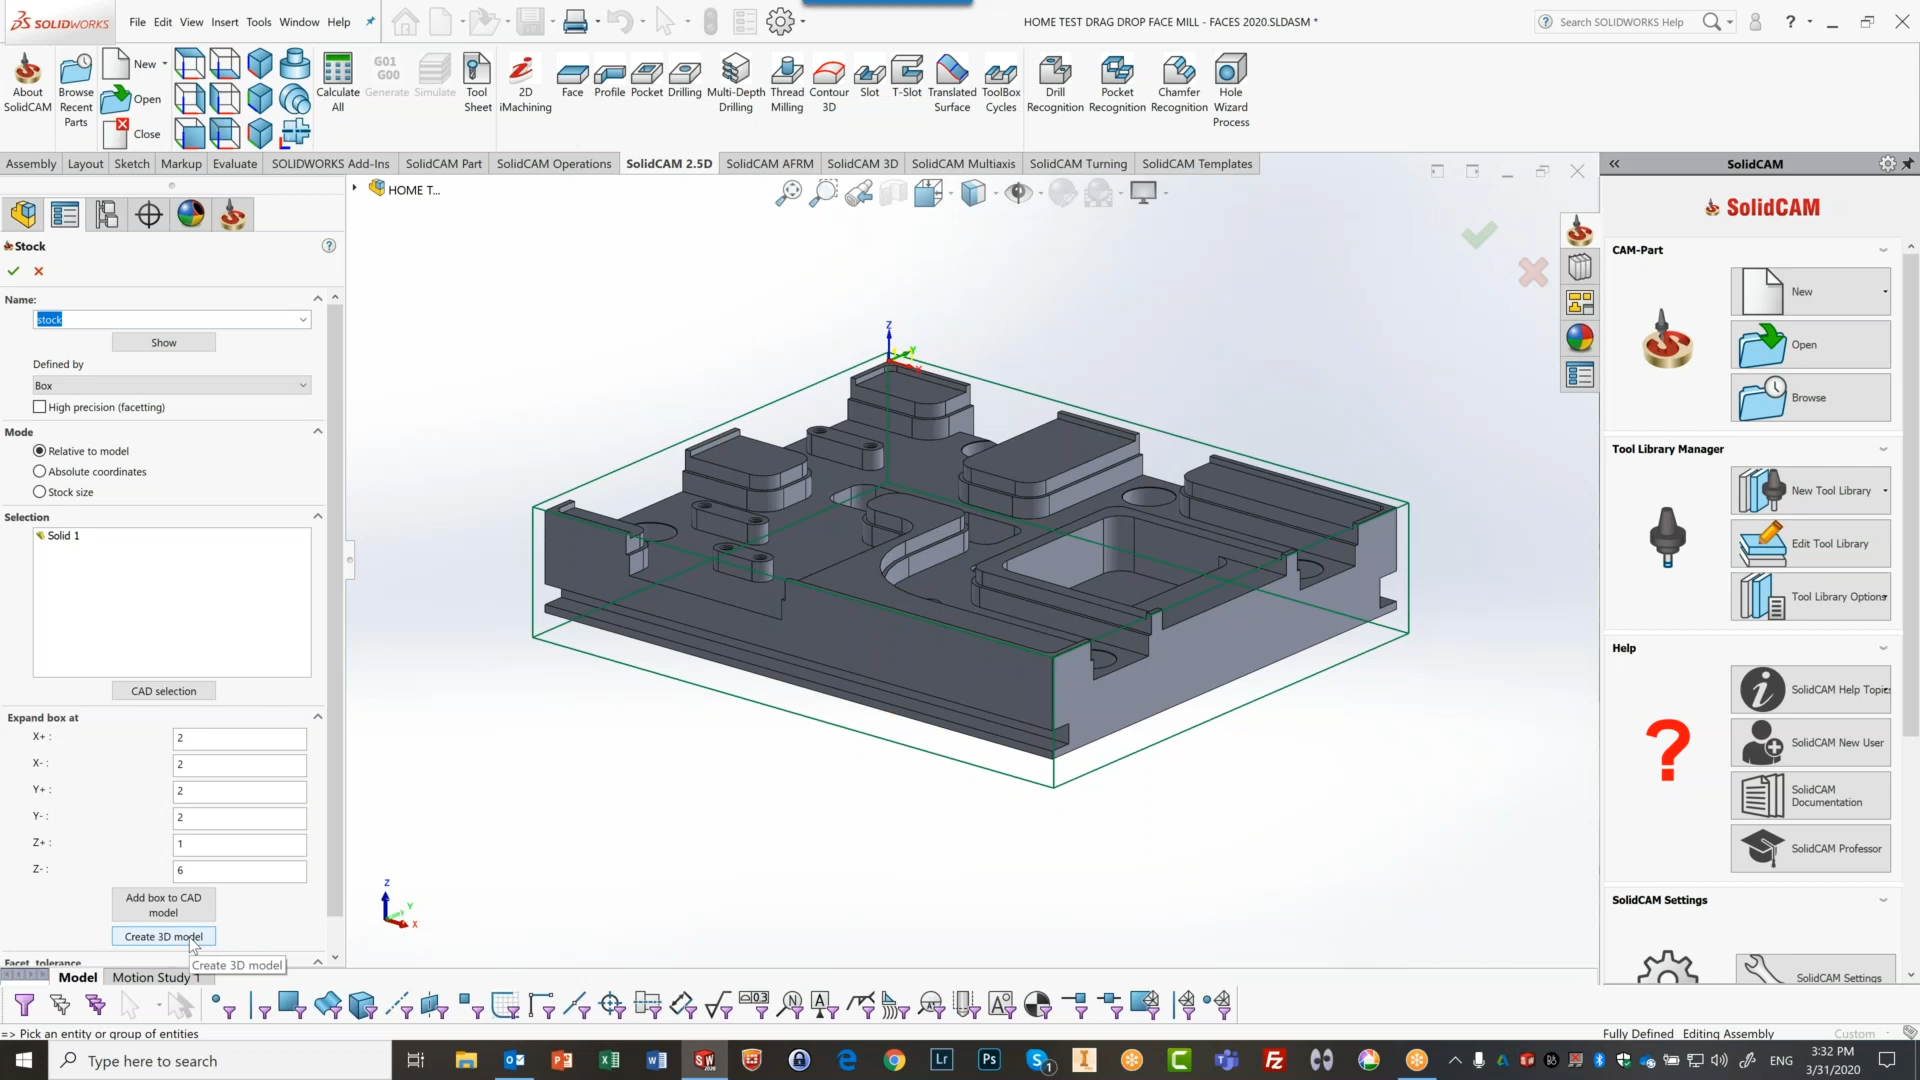 SOLIDWORKS
File Edit View Insert Tools Window Help
HOME TEST DRAG DROP FACE MILL - FACES 2020.SLDASM *
Search SOLIDWORKS Help
About SolidCAM
Browse Recent Parts
New
Open
Close
Calculate All
G01 G00
Generate
Simulate
Tool Sheet
2D iMachining
Face
Profile
Pocket
Drilling
Multi-Depth Drilling
Thread Milling
Contour 3D
Slot
T-Slot
Translated Surface
ToolBox Cycles
Drill Recognition
Pocket Recognition
Chamfer Recognition
Hole Wizard Process
Assembly Layout Sketch Markup Evaluate SOLIDWORKS Add-Ins SolidCAM Part SolidCAM Operations SolidCAM 2.5D SolidCAM AFRM SolidCAM 3D SolidCAM Multiaxis SolidCAM Turning SolidCAM Templates
HOME T...
Stock
Name:
stock
Show
Defined by
Box
High precision (facetting)
Mode
Relative to model
Absolute coordinates
Stock size
Selection
Solid 1
CAD selection
Expand box at
X+ : 2
X- : 2
Y+ : 2
Y- : 2
Z+ : 1
Z- : 6
Add box to CAD model
Create 3D model
Create 3D model
Facet tolerance
Z
Y
X
Z
Y
X
Model Motion Study 1
=> Pick an entity or group of entities
Fully Defined Editing Assembly Custom
SolidCAM
SolidCAM
CAM-Part
New
Open
Browse
Tool Library Manager
New Tool Library
Edit Tool Library
Tool Library Options
Help
SolidCAM Help Topics
SolidCAM New User
SolidCAM Documentation
SolidCAM Professor
SolidCAM Settings
SolidCAM Settings
Type here to search
ENG
3:32 PM
3/31/2020